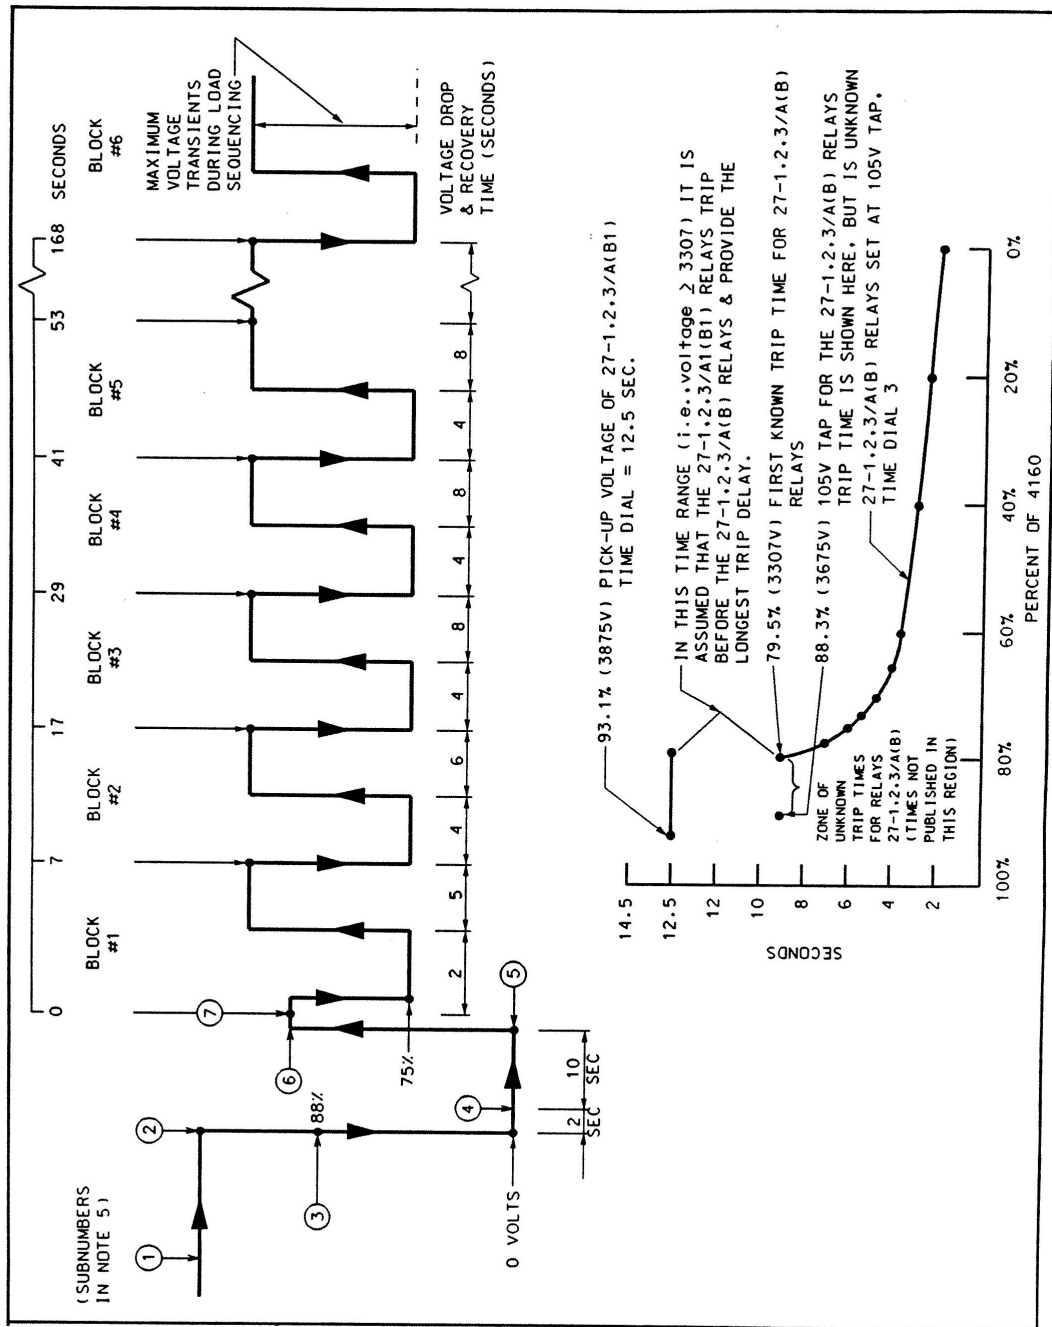 (SUBNUMBERS
IN NOTE 5)
1
2
3
88%
0 VOLTS
4
5
2
SEC
10
SEC
6
7
75%
0
7
17
29
41
53
168
SECONDS
BLOCK
#1
BLOCK
#2
BLOCK
#3
BLOCK
#4
BLOCK
#5
BLOCK
#6
MAXIMUM
VOLTAGE
TRANSIENTS
DURING LOAD
SEQUENCING
2
5
4
6
4
8
4
8
4
8
VOLTAGE DROP
& RECOVERY
TIME (SECONDS)
93.1% (3875V) PICK-UP VOLTAGE OF 27-1,2,3/A(B1)
TIME DIAL = 12.5 SEC.
IN THIS TIME RANGE (i.e.,voltage ≥ 3307) IT IS
ASSUMED THAT THE 27-1,2,3/A1(B1) RELAYS TRIP
BEFORE THE 27-1,2,3/A(B) RELAYS & PROVIDE THE
LONGEST TRIP DELAY.
79.5% (3307V) FIRST KNOWN TRIP TIME FOR 27-1,2,3/A(B)
RELAYS
88.3% (3675V) 105V TAP FOR THE 27-1,2,3/A(B) RELAYS
TRIP TIME IS SHOWN HERE, BUT IS UNKNOWN
27-1,2,3/A(B) RELAYS SET AT 105V TAP,
TIME DIAL 3
ZONE OF
UNKNOWN
TRIP TIMES
FOR RELAYS
27-1,2,3/A(B)
(TIMES NOT
PUBLISHED IN
THIS REGION)
14.5
12.5
12
10
8
6
4
2
SECONDS
100%
80%
60%
40%
20%
0%
PERCENT OF 4160